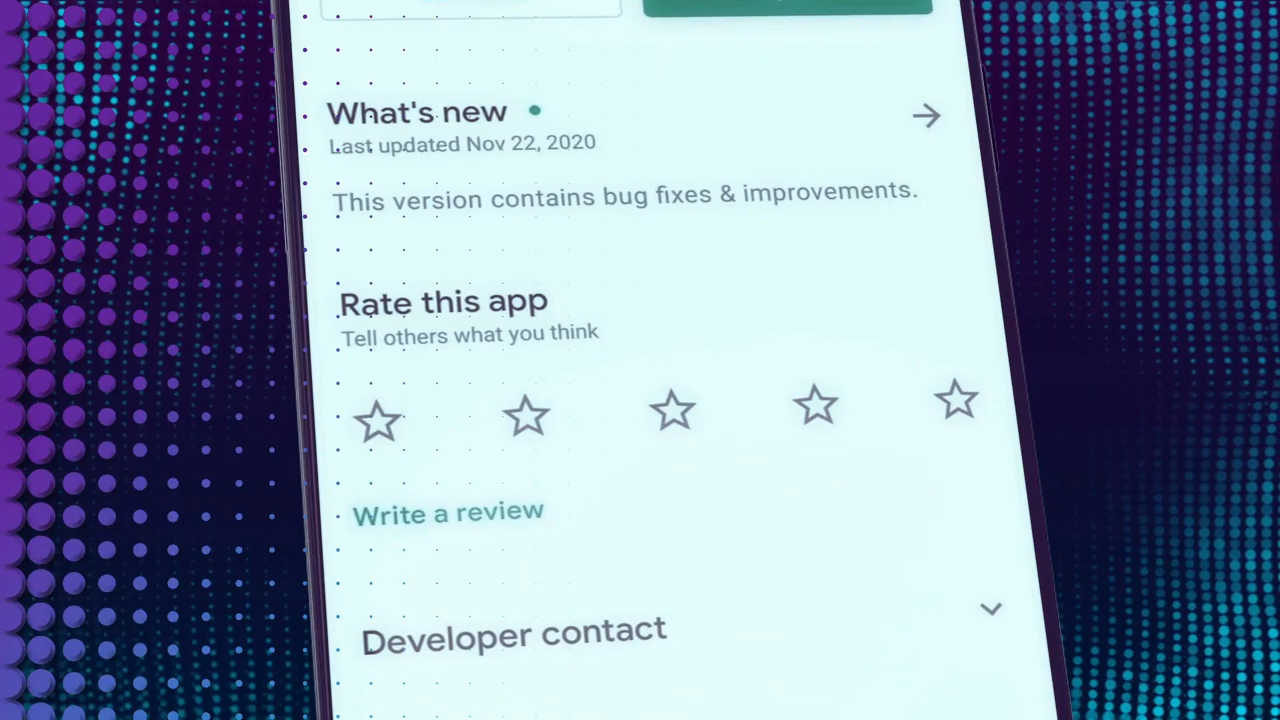 What's new
Last updated Nov 22, 2020
This version contains bug fixes & improvements.
Rate this app
Tell others what you think
Write a review
Developer contact